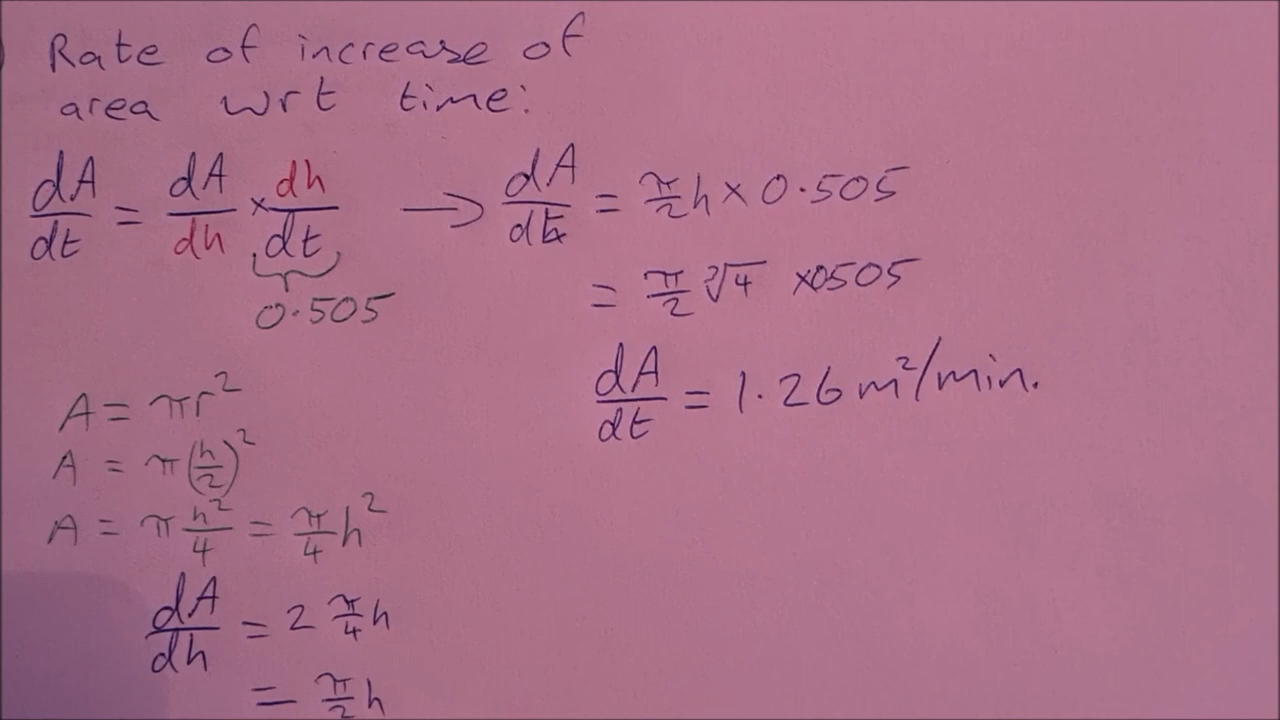 Rate of increase of
area wrt time:
dA/dt = dA/dh × dh/dt → dA/dt = π/2 h × 0.505
0.505
= π/2 ∛4 × 0505
dA/dt = 1.26 m²/min.
A = πr²
A = π(h/2)²
A = π h²/4 = π/4 h²
dA/dh = 2 π/4 h
= π/2 h